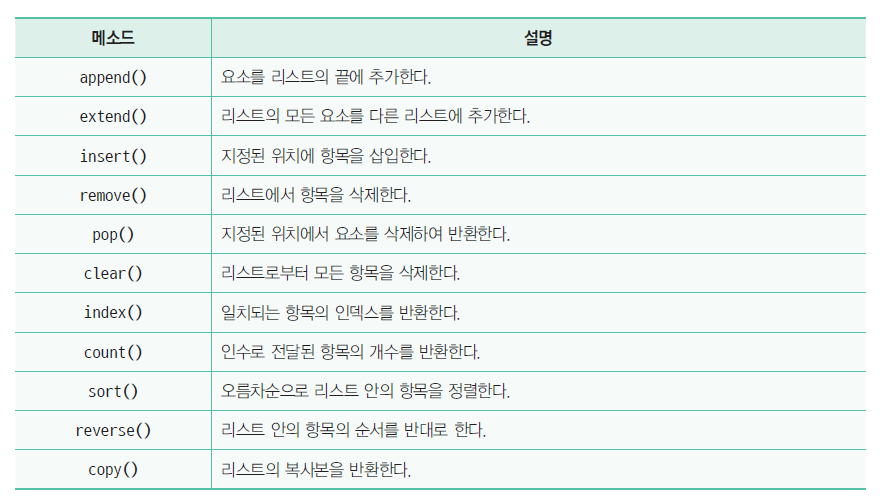 메소드 설명
append() 요소를 리스트의 끝에 추가한다.
extend() 리스트의 모든 요소를 다른 리스트에 추가한다.
insert() 지정된 위치에 항목을 삽입한다.
remove() 리스트에서 항목을 삭제한다.
pop() 지정된 위치에서 요소를 삭제하여 반환한다.
clear() 리스트로부터 모든 항목을 삭제한다.
index() 일치되는 항목의 인덱스를 반환한다.
count() 인수로 전달된 항목의 개수를 반환한다.
sort() 오름차순으로 리스트 안의 항목을 정렬한다.
reverse() 리스트 안의 항목의 순서를 반대로 한다.
copy() 리스트의 복사본을 반환한다.